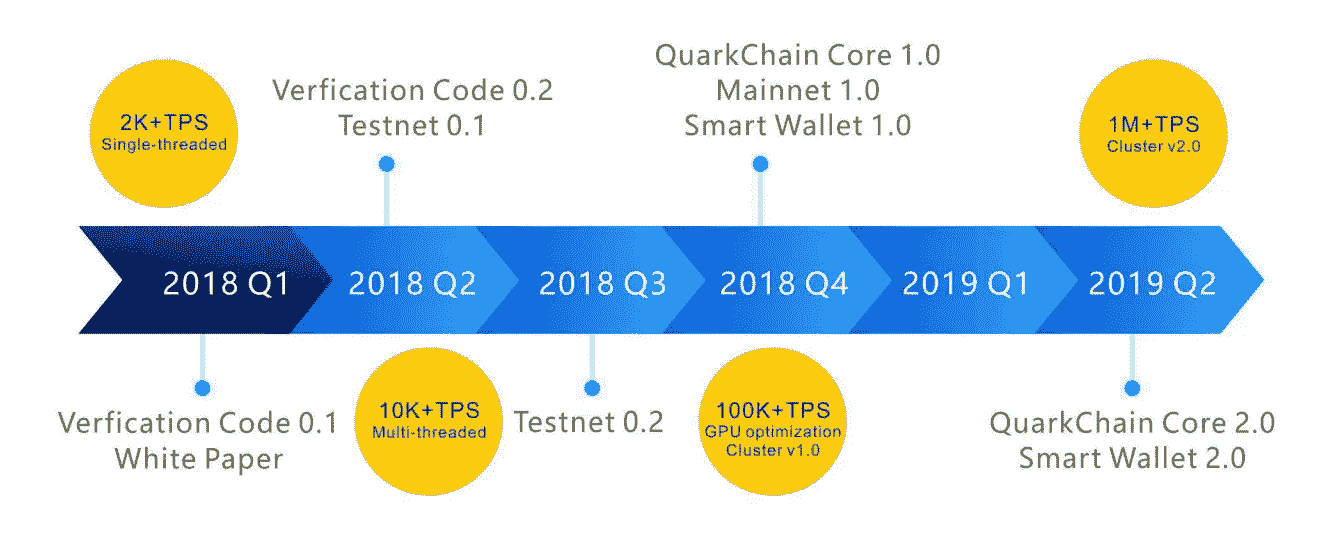 QuarkChain Core 1.0
Mainnet 1.0
Smart Wallet 1.0
Verfication Code 0.2
Testnet 0.1
2K+TPS
Single-threaded
1M+TPS
Cluster v2.0
2018 Q1
2018 Q2
2018 Q3
2018 Q4
2019 Q1
2019 Q2
Verfication Code 0.1
White Paper
10K+TPS
Multi-threaded
Testnet 0.2
100K+TPS
GPU optimization
Cluster v1.0
QuarkChain Core 2.0
Smart Wallet 2.0